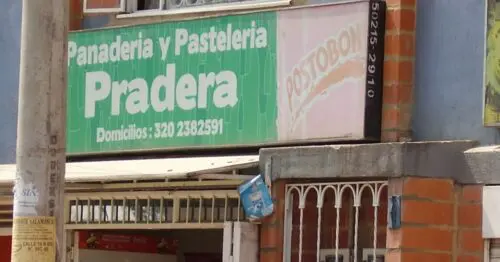 Panaderia y Pasteleria
Pradera
Domicilios : 320 2382591
POSTOBON
50215-2910